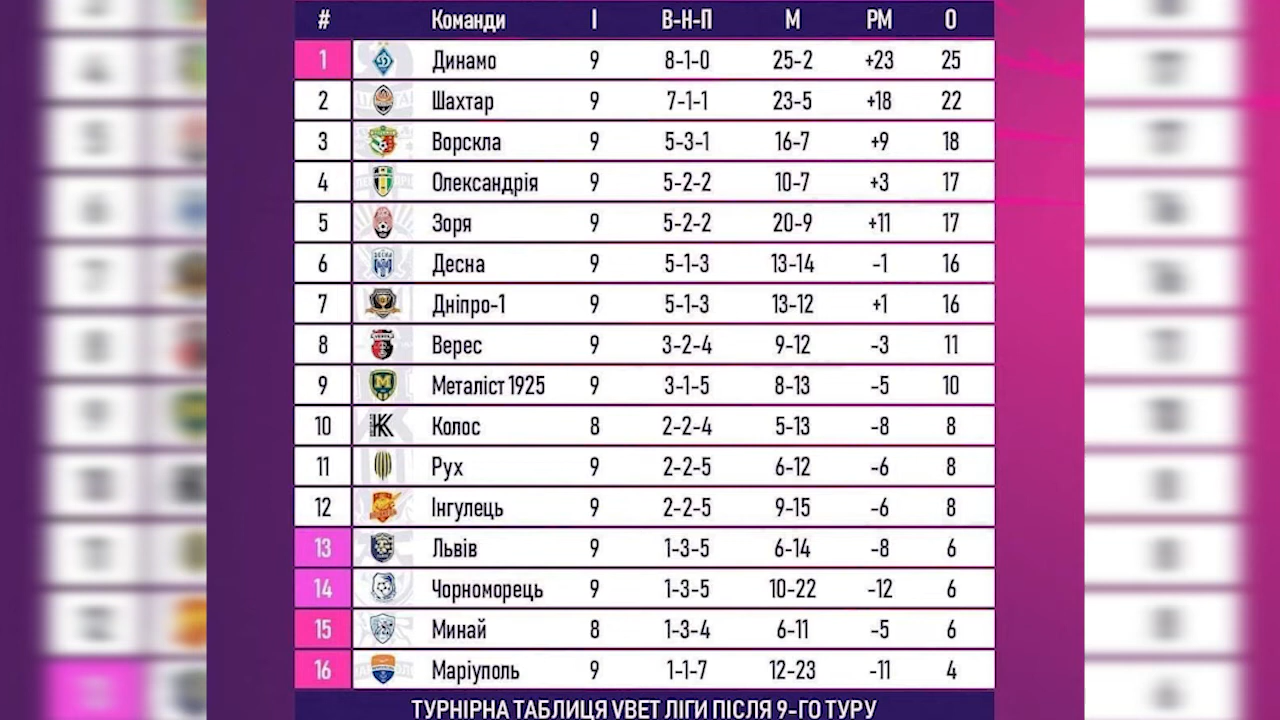 # Команди І В-Н-П М РМ О
1 Динамо 9 8-1-0 25-2 +23 25
2 Шахтар 9 7-1-1 23-5 +18 22
3 Ворскла 9 5-3-1 16-7 +9 18
4 Олександрія 9 5-2-2 10-7 +3 17
5 Зоря 9 5-2-2 20-9 +11 17
6 Десна 9 5-1-3 13-14 -1 16
7 Дніпро-1 9 5-1-3 13-12 +1 16
8 Верес 9 3-2-4 9-12 -3 11
9 Металіст 1925 9 3-1-5 8-13 -5 10
10 Колос 8 2-2-4 5-13 -8 8
11 Рух 9 2-2-5 6-12 -6 8
12 Інгулець 9 2-2-5 9-15 -6 8
13 Львів 9 1-3-5 6-14 -8 6
14 Чорноморець 9 1-3-5 10-22 -12 6
15 Минай 8 1-3-4 6-11 -5 6
16 Маріуполь 9 1-1-7 12-23 -11 4
ТУРНІРНА ТАБЛИЦЯ VBET ЛІГИ ПІСЛЯ 9-ГО ТУРУ